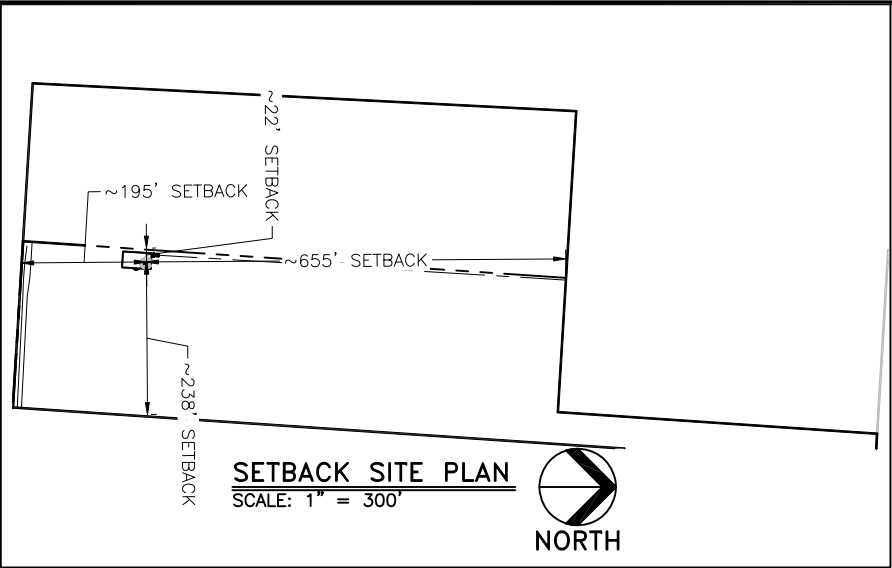 ~22' SETBACK
~195' SETBACK
~655' SETBACK
~238' SETBACK
SETBACK SITE PLAN
SCALE: 1" = 300'
NORTH